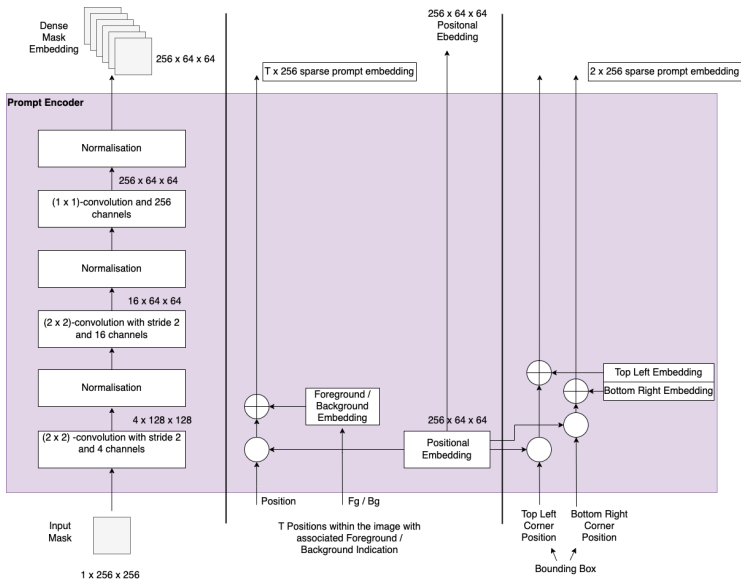 Dense
Mask
Embedding
256 x 64 x 64
256 x 64 x 64
Positonal
Ebedding
T x 256 sparse prompt embedding
2 x 256 sparse prompt embedding
Prompt Encoder
Normalisation
256 x 64 x 64
(1 x 1)-convolution and 256
channels
Normalisation
16 x 64 x 64
(2 x 2)-convolution with stride 2
and 16 channels
Normalisation
4 x 128 x 128
(2 x 2) -convolution with stride 2
and 4 channels
Input
Mask
1 x 256 x 256
Foreground /
Background
Embedding
256 x 64 x 64
Positional
Embedding
Position
Fg / Bg
T Positions within the image with
associated Foreground /
Background Indication
Top Left Embedding
Bottom Right Embedding
Top Left
Corner
Position
Bottom Right
Corner
Position
Bounding Box